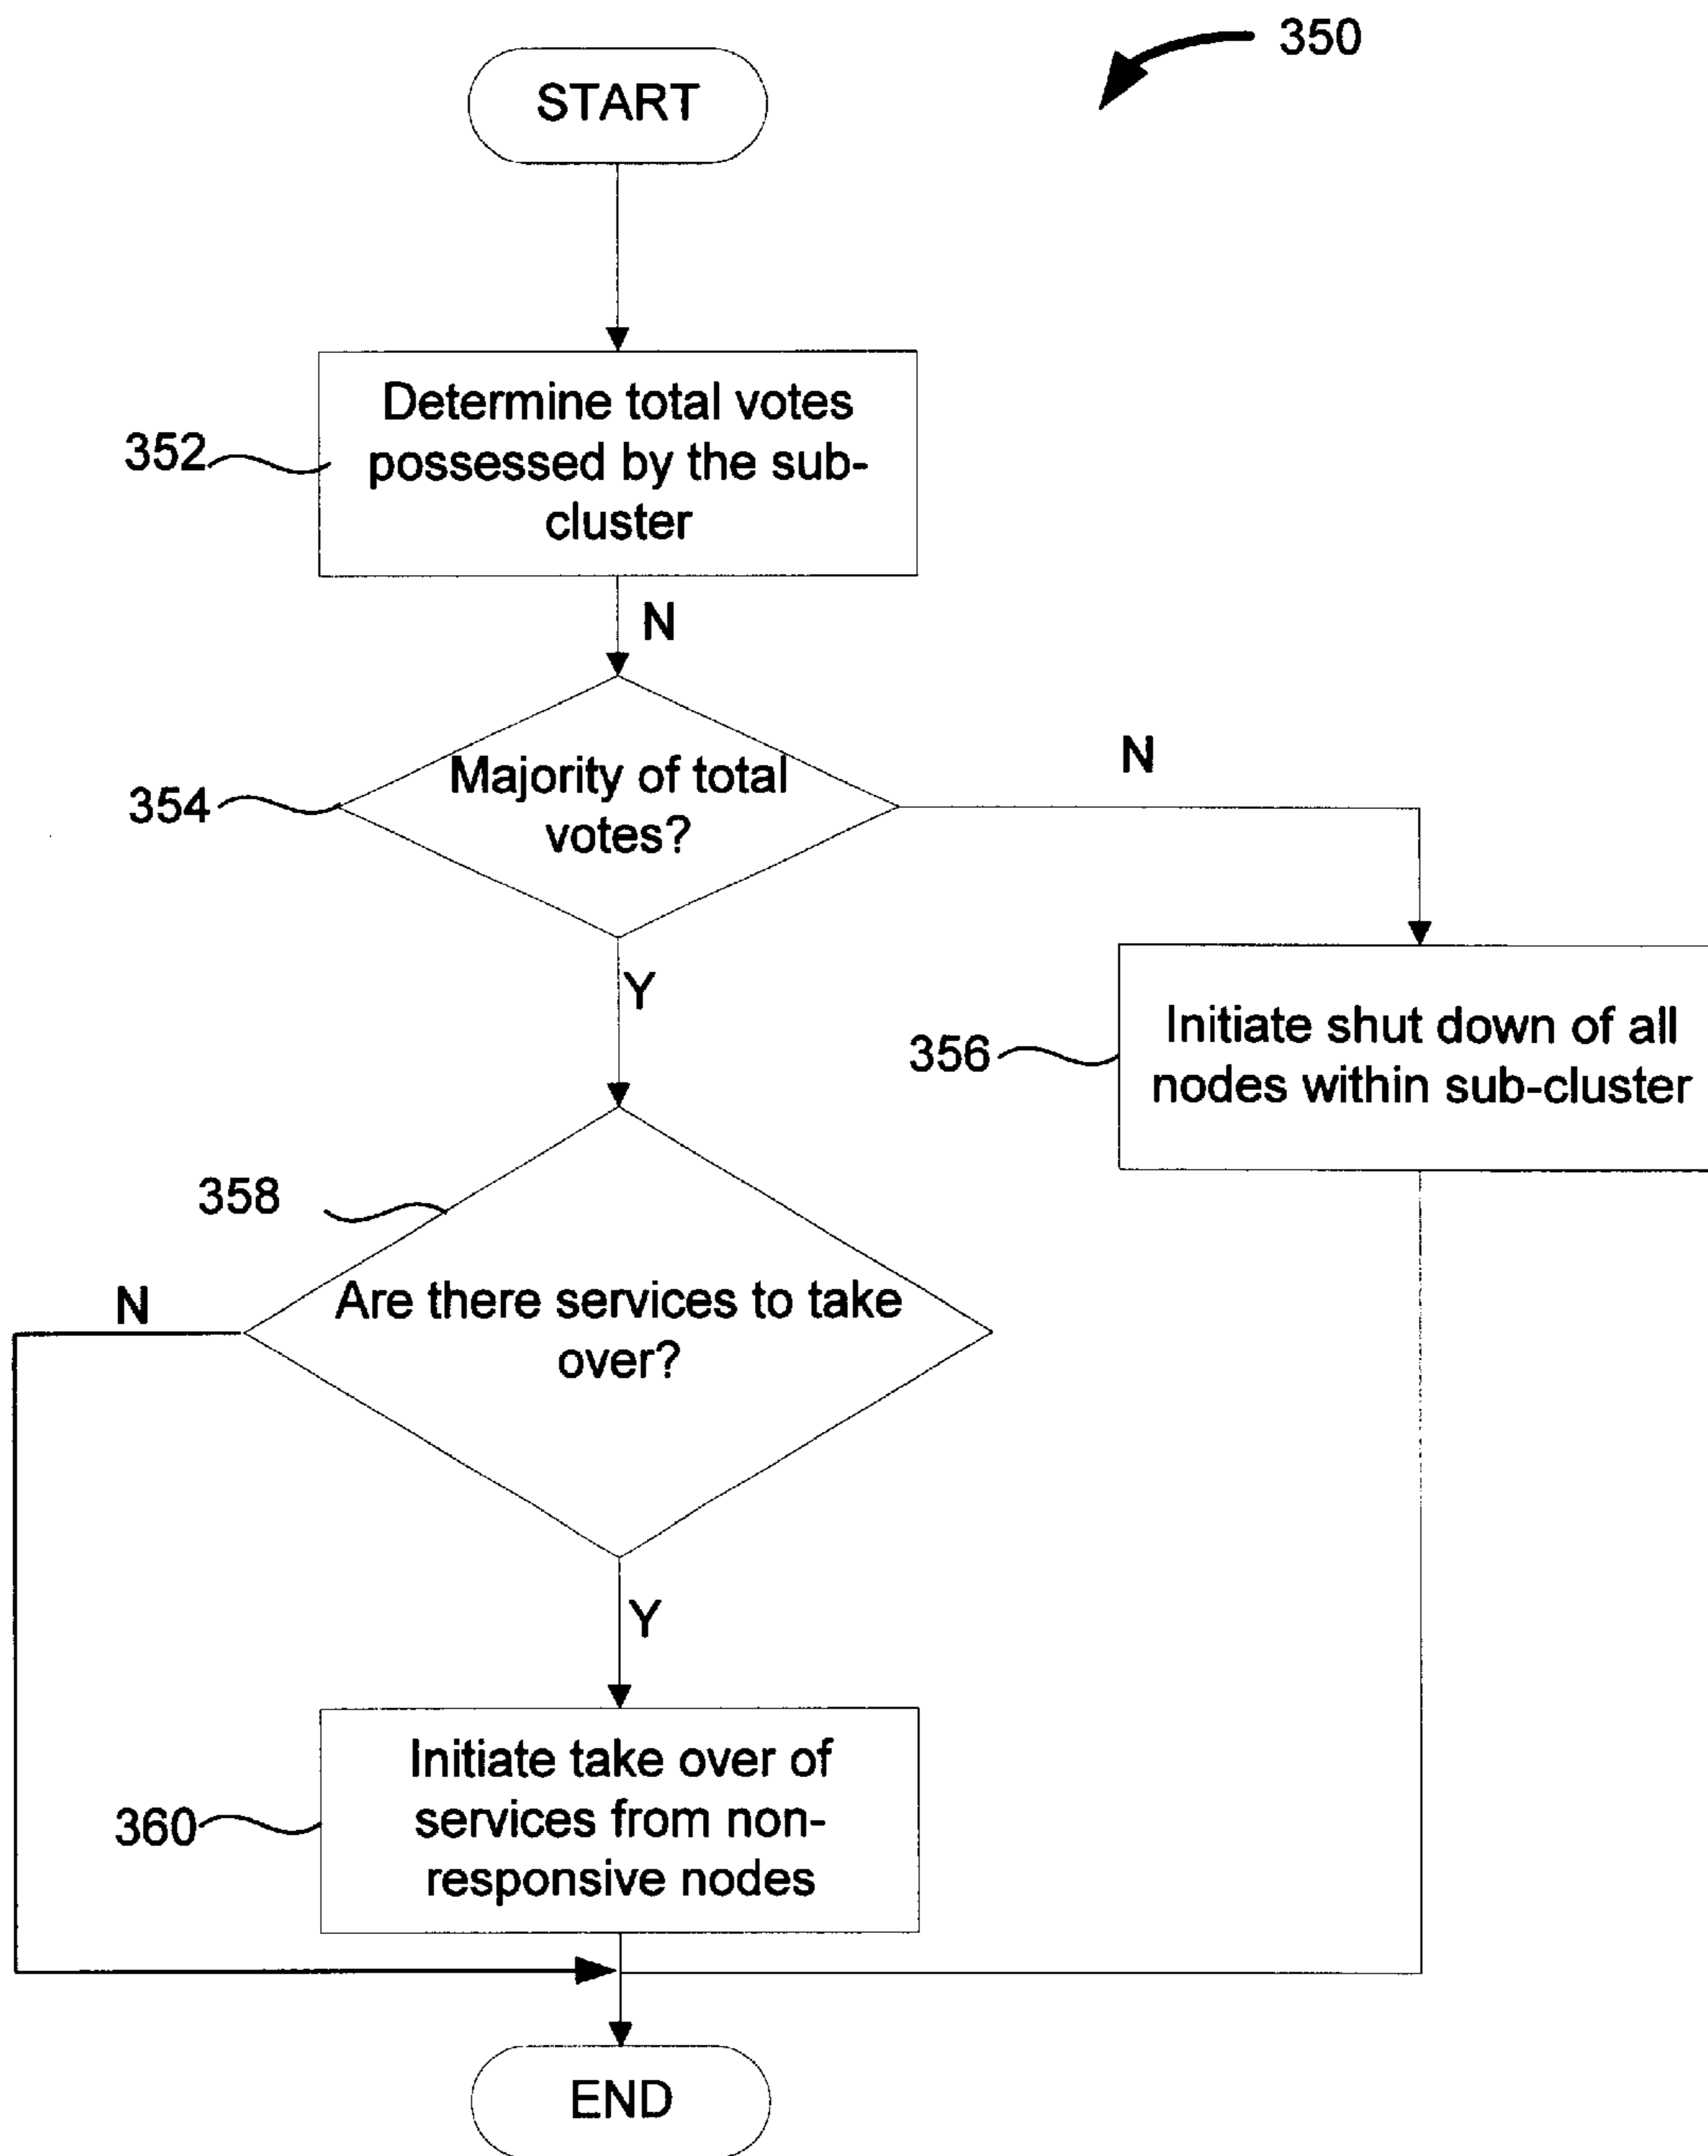 350
START
352
Determine total votes
possessed by the sub-
cluster
N
354
Majority of total
votes?
N
Y
356
Initiate shut down of all
nodes within sub-cluster
358
Are there services to take
over?
N
Y
360
Initiate take over of
services from non-
responsive nodes
END